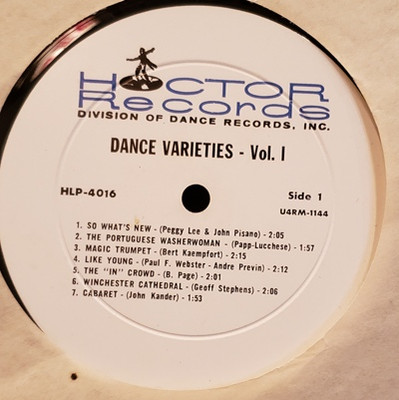 HOCTOR
Records
DIVISION OF DANCE RECORDS, INC.
DANCE VARIETIES - Vol. I
HLP-4016
Side 1
U4RM-1144
1. SO WHAT'S NEW - (Peggy Lee & John Pisano) - 2:05
2. THE PORTUGUESE WASHERWOMAN - (Papp-Lucchese) - 1:57
3. MAGIC TRUMPET - (Bert Kaempfort) - 2:15
4. LIKE YOUNG - (Paul F. Webster - Andre Previn) - 2:12
5. THE "IN" CROWD - (B. Page) - 2:01
6. WINCHESTER CATHEDRAL - (Geoff Stephens) - 2:06
7. CABARET - (John Kander) - 1:53